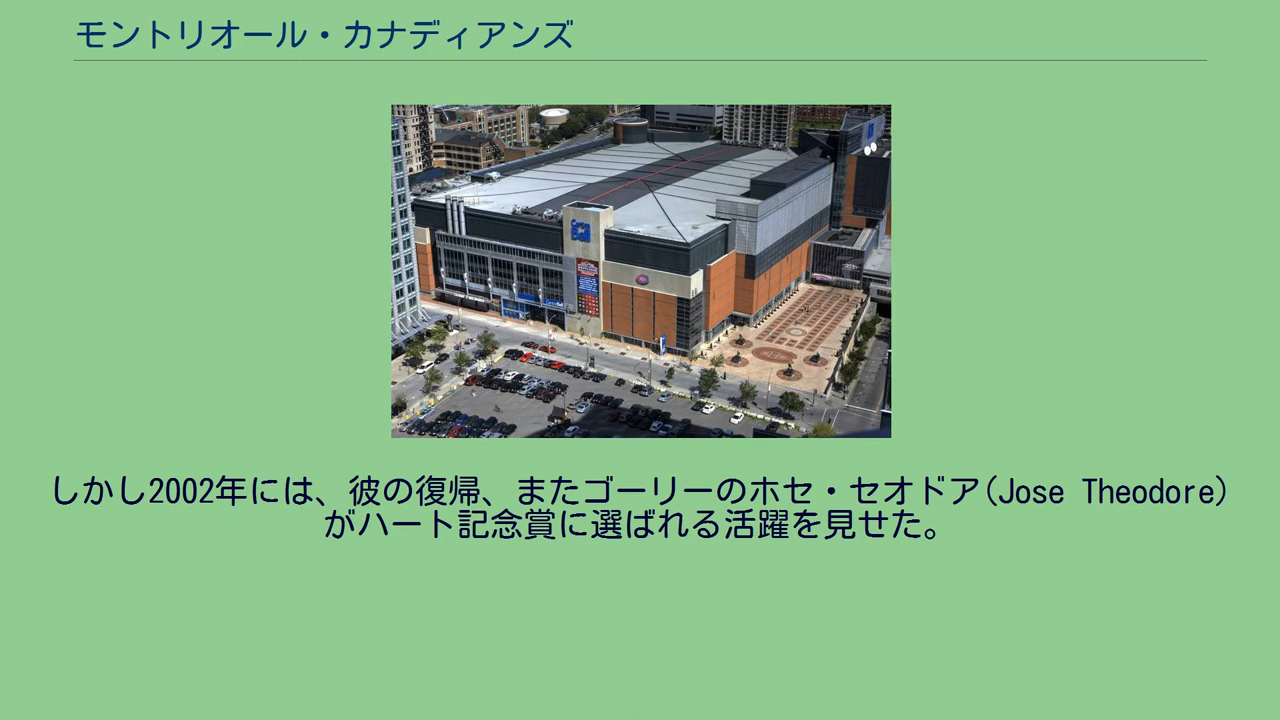 モントリオール・カナディアンズ
Centre
Bell
しかし2002年には、彼の復帰、またゴーリーのホセ・セオドア(Jose Theodore)
がハート記念賞に選ばれる活躍を見せた。